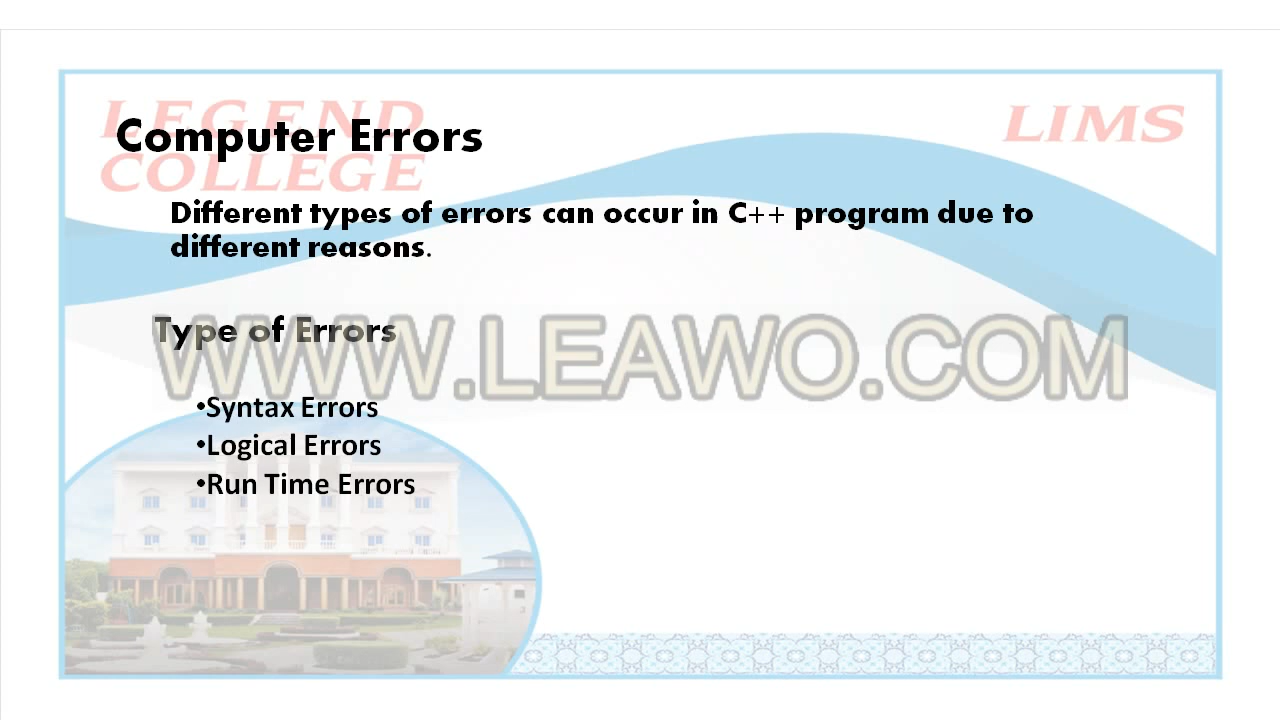 LEGEND
COLLEGE
LIMS
Computer Errors
Different types of errors can occur in C++ program due to
different reasons.
Type of Errors
WWW.LEAWO.COM
•Syntax Errors
•Logical Errors
•Run Time Errors